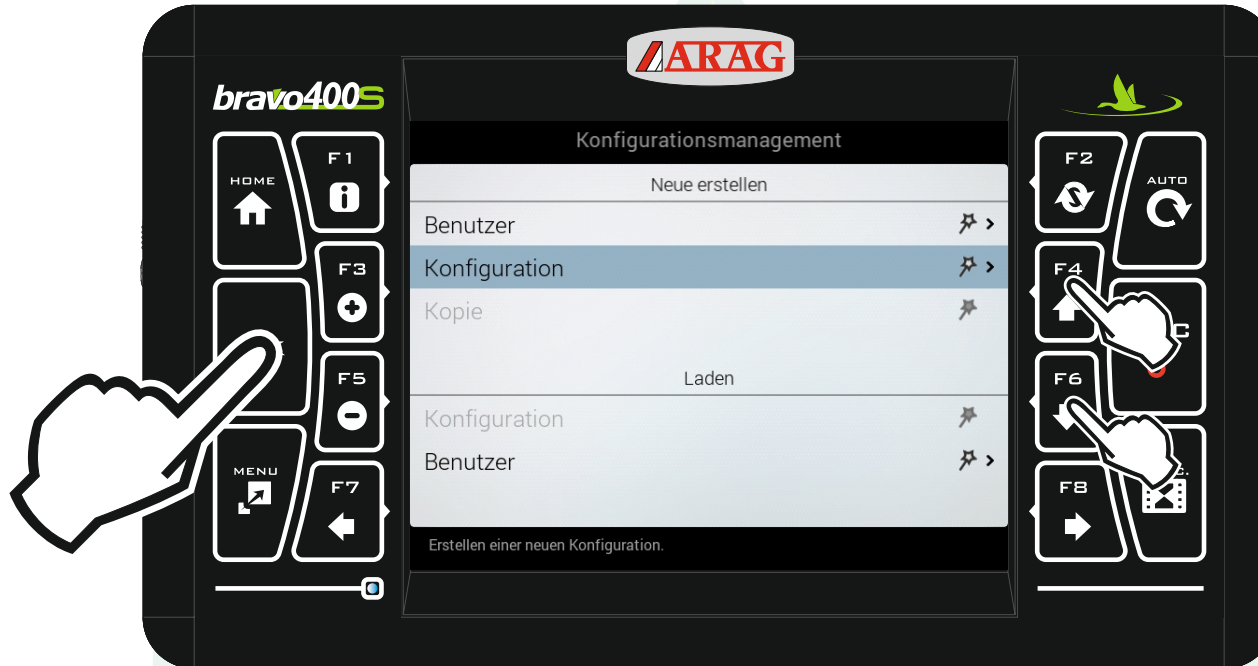 ARAG
bravo400S
HOME
F1
F3
F5
MENU
F7
Konfigurationsmanagement
Neue erstellen
Benutzer
Konfiguration
Kopie
Laden
Konfiguration
Benutzer
Erstellen einer neuen Konfiguration.
F2
AUTO
F4
F6
F8